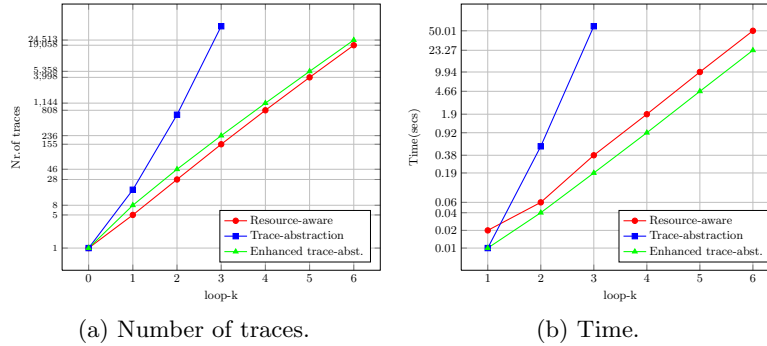 24,513
19,058
5,358
3,998
1,144
808
236
155
46
28
8
5
1
Nr.of traces
0 1 2 3 4 5 6
loop-k
Resource-aware
Trace-abstraction
Enhanced trace-abst.
(a) Number of traces.
50.01
23.27
9.94
4.66
1.9
0.92
0.38
0.19
0.06
0.04
0.02
0.01
Time(secs)
1 2 3 4 5 6
loop-k
Resource-aware
Trace-abstraction
Enhanced trace-abst.
(b) Time.